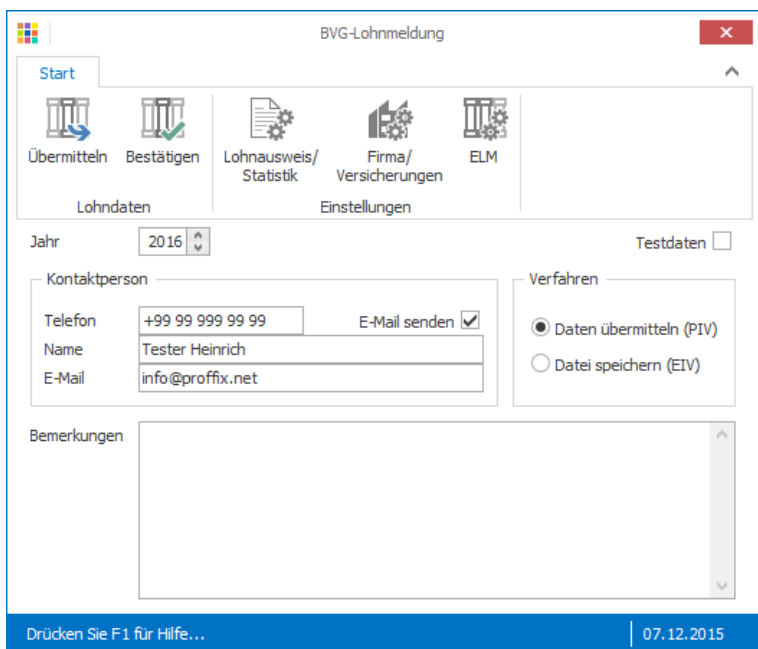 BVG-Lohnmeldung
Start
Übermitteln Bestätigen Lohnausweis/ Firma/ ELM
Statistik Versicherungen
Lohndaten Einstellungen
Jahr 2016 Testdaten
Kontaktperson Verfahren
Telefon +99 99 999 99 99 E-Mail senden
Daten übermitteln (PIV)
Name Tester Heinrich
Datei speichern (EIV)
E-Mail info@proffix.net
Bemerkungen
Drücken Sie F1 für Hilfe... 07.12.2015